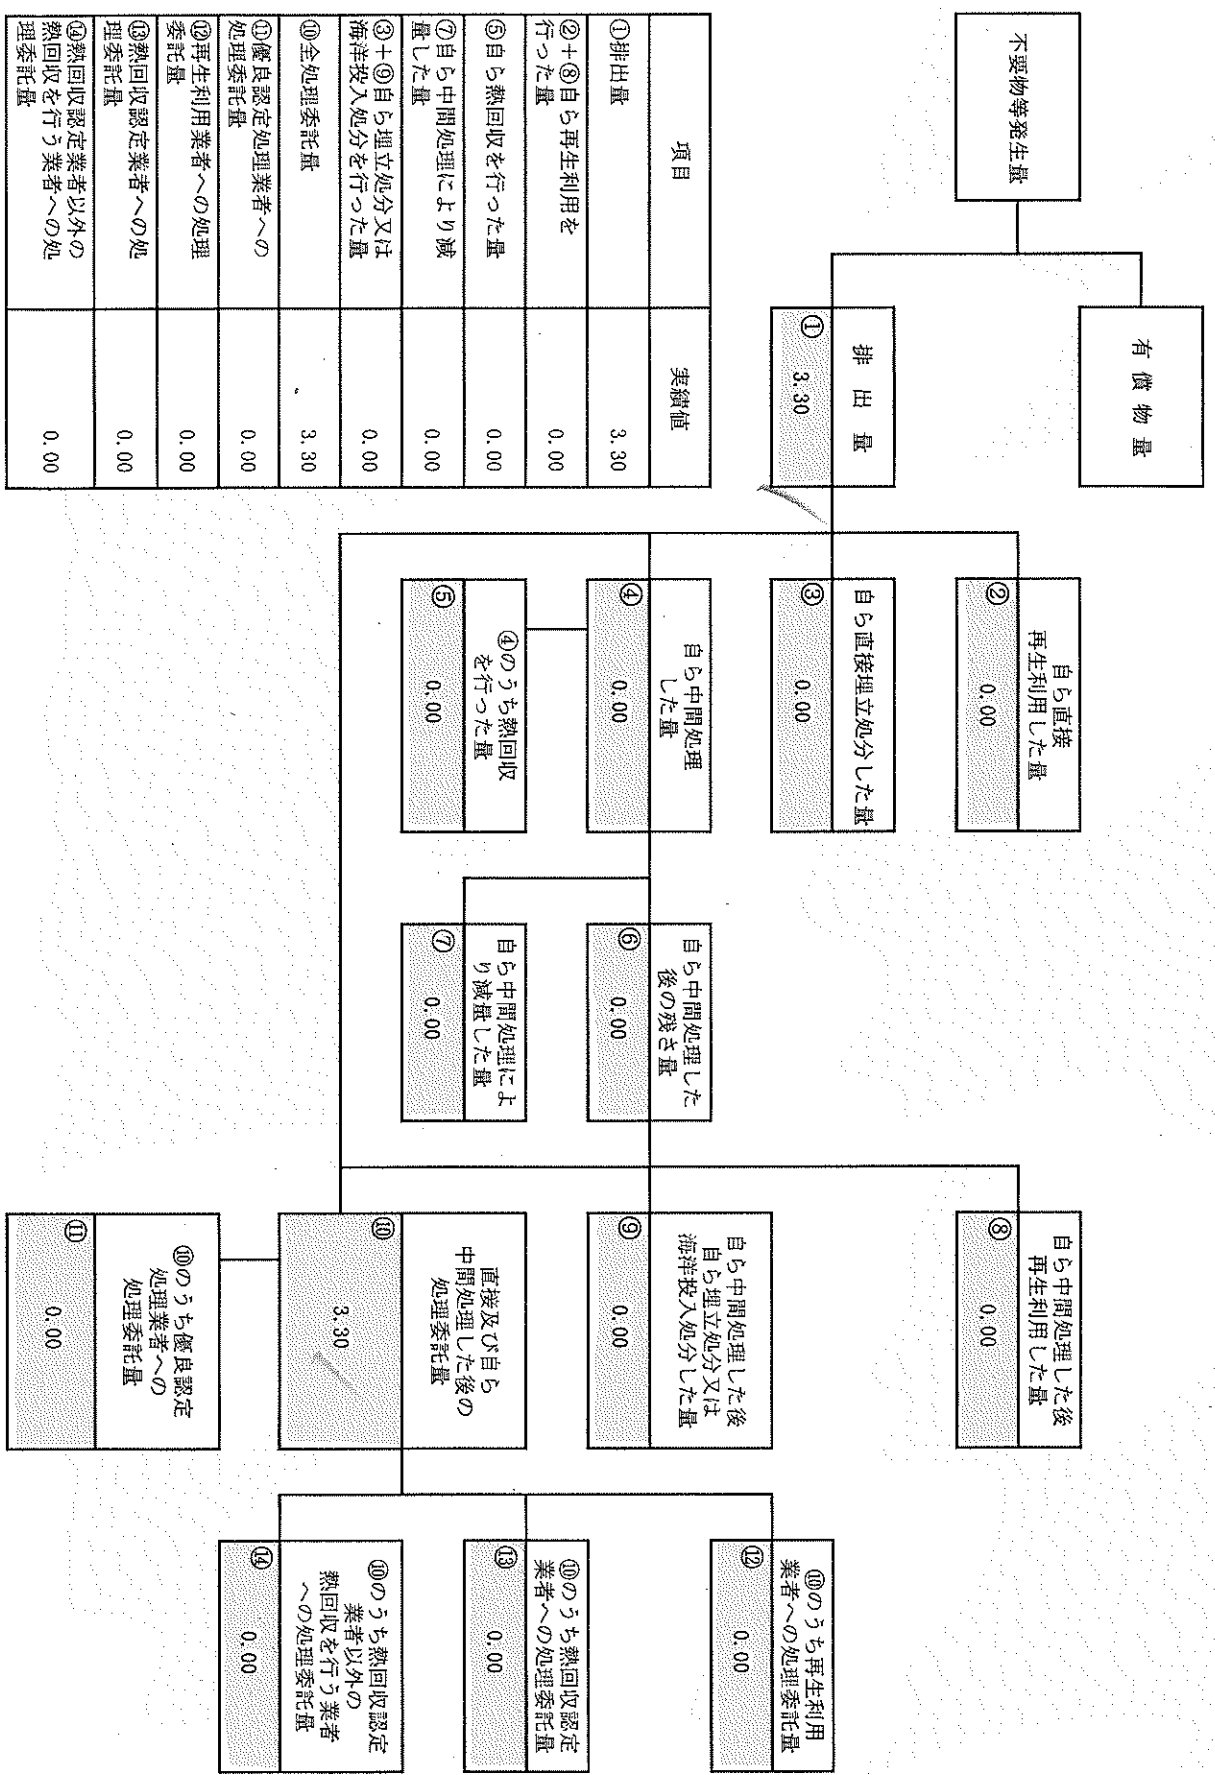 不要物等発生量
有償物量
排出量
①
3.30
自ら直接
再生利用した量
②
0.00
自ら直接埋立処分した量
③
0.00
自ら中間処理
した量
④
0.00
④のうち熱回収
を行った量
⑤
0.00
自ら中間処理した
後の残さ量
⑥
0.00
自ら中間処理によ
り減量した量
⑦
0.00
自ら中間処理した後
再生利用した量
⑧
0.00
自ら中間処理した後
自ら埋立処分又は
海洋投入処分した量
⑨
0.00
直接及び自ら
中間処理した後の
処理委託量
⑩
3.30
⑩のうち優良認定
処理業者への
処理委託量
⑪
0.00
⑩のうち再生利用
業者への処理委託量
⑫
0.00
⑩のうち熱回収認定
業者への処理委託量
⑬
0.00
⑩のうち熱回収認定
業者以外の
熱回収を行う業者
への処理委託量
⑭
0.00
項目 実績値
①排出量 3.30
②+⑧自ら再生利用を
行った量 0.00
⑤自ら熱回収を行った量 0.00
⑦自ら中間処理により減
量した量 0.00
③+⑨自ら埋立処分又は
海洋投入処分を行った量 0.00
⑩全処理委託量 3.30
⑪優良認定処理業者への
処理委託量 0.00
⑫再生利用業者への処理
委託量 0.00
⑬熱回収認定業者への処
理委託量 0.00
⑭熱回収認定業者以外の
熱回収を行う業者への処
理委託量 0.00